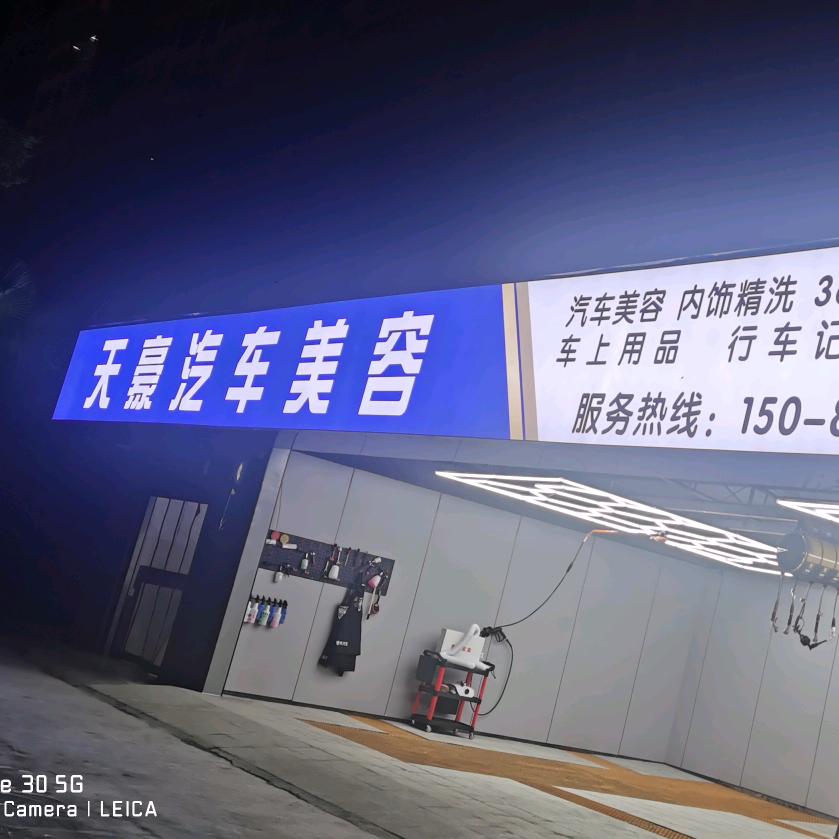 天豪汽车美容
汽车美容 内饰精洗 3
车上用品 行车记
服务热线：150-8
e 30 5G
Camera | LEICA